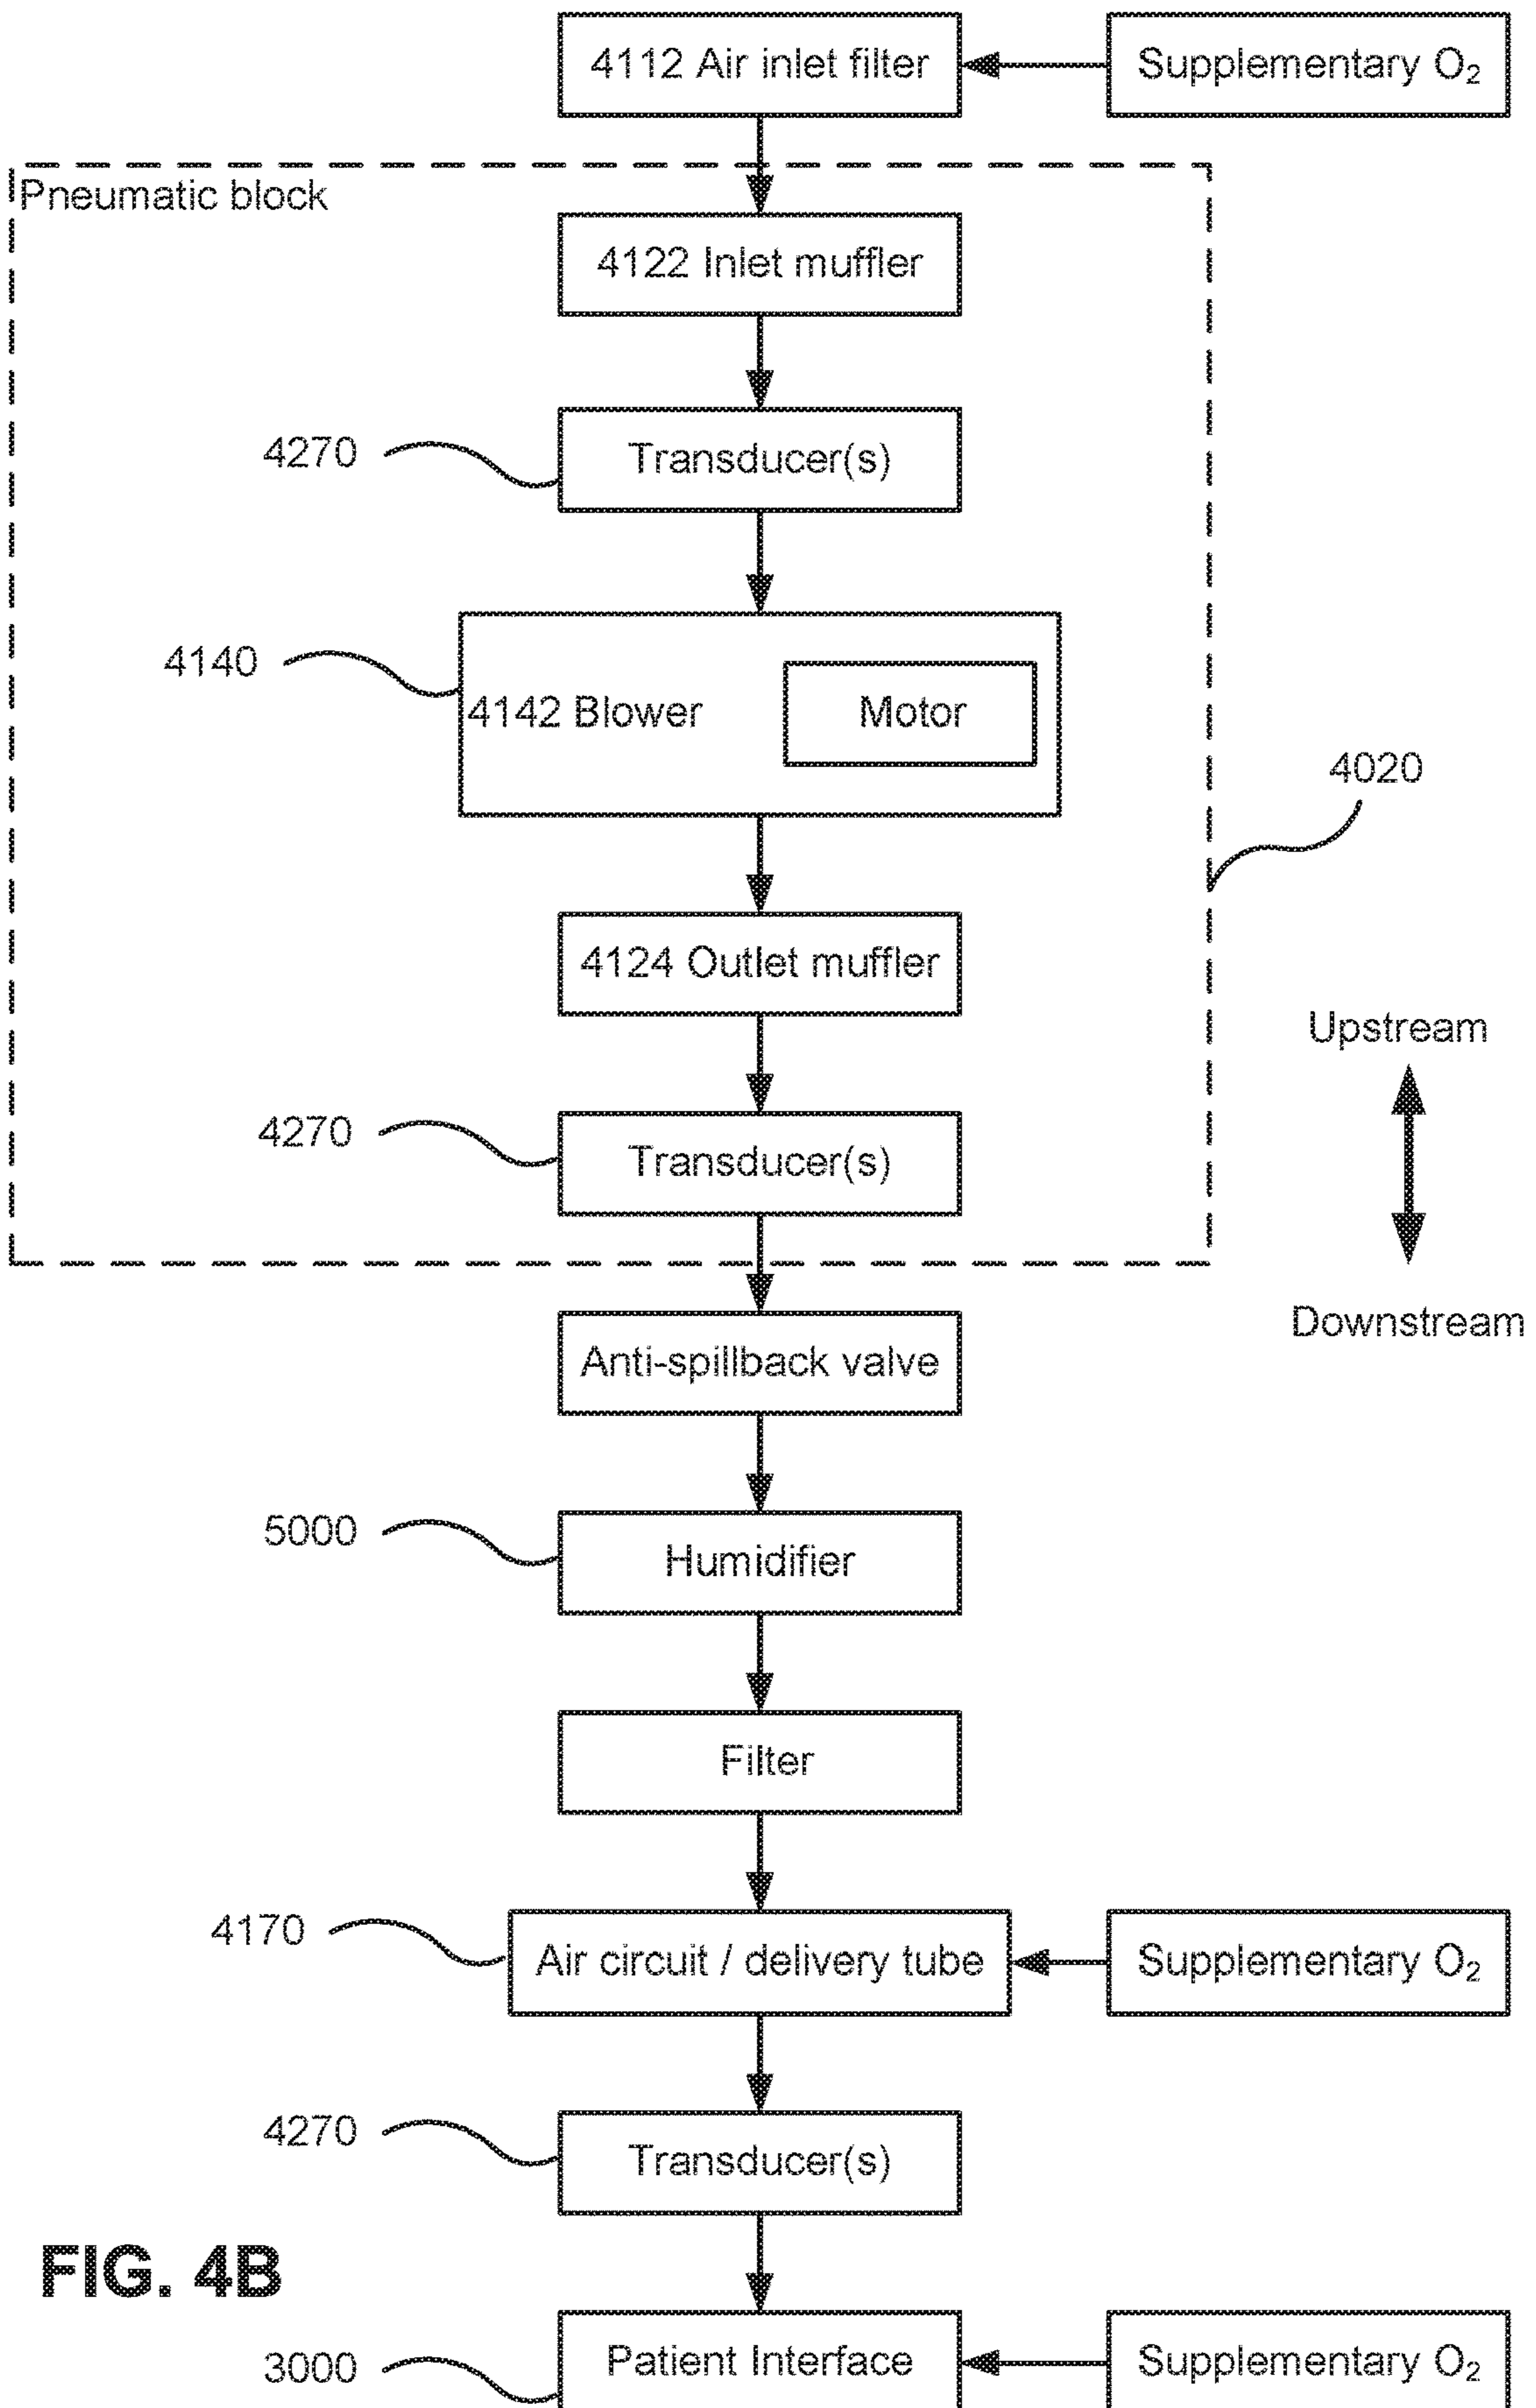 4112 Air inlet filter
Supplementary O₂
Pneumatic block
4122 Inlet muffler
4270
Transducer(s)
4140
4142 Blower
Motor
4020
4124 Outlet muffler
Upstream
4270
Transducer(s)
Downstream
Anti-spillback valve
5000
Humidifier
Filter
4170
Air circuit / delivery tube
Supplementary O₂
4270
Transducer(s)
FIG. 4B
3000
Patient Interface
Supplementary O₂